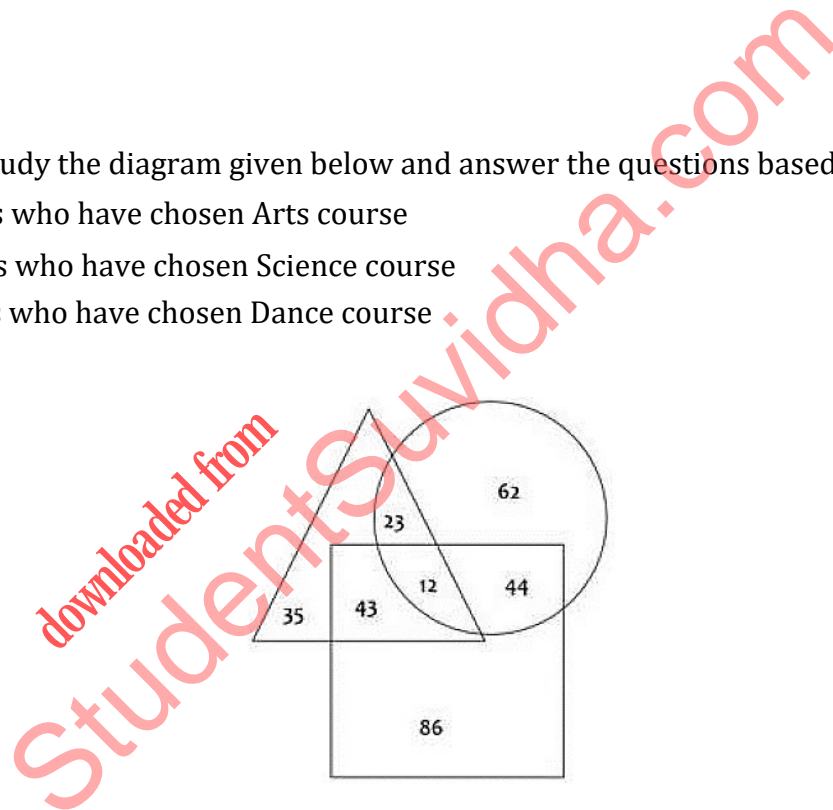 udy the diagram given below and answer the questions based
s who have chosen Arts course
s who have chosen Science course
s who have chosen Dance course
downloaded from
StudentSuvidha.com
62
23
12
44
35
43
86